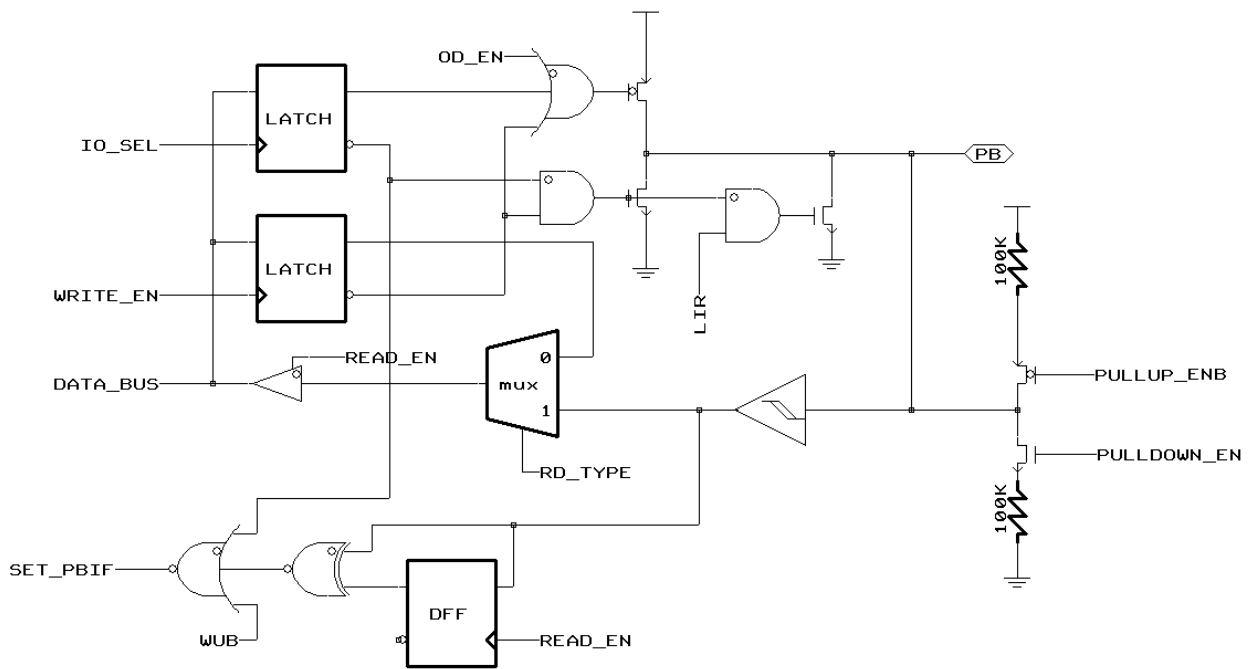 OD_EN
LATCH
IO_SEL
PB
LATCH
100K
WRITE_EN
LIR
READ_EN
0
DATA_BUS
mux
PULLUP_ENB
1
PULLDOWN_EN
RD_TYPE
100K
SET_PBIF
DFF
WUB
READ_EN